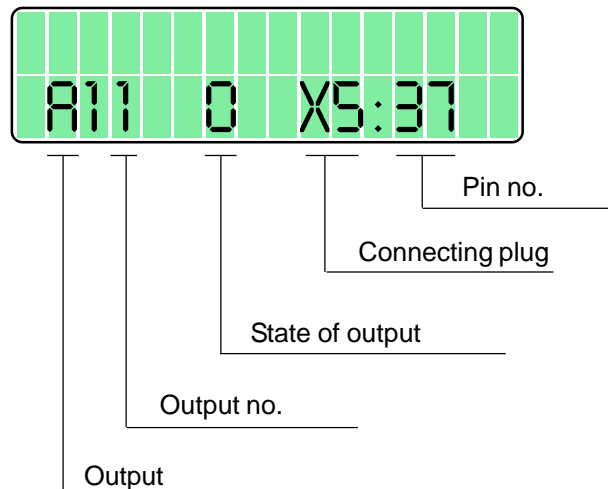 A11 0 X5:37
Pin no.
Connecting plug
State of output
Output no.
Output